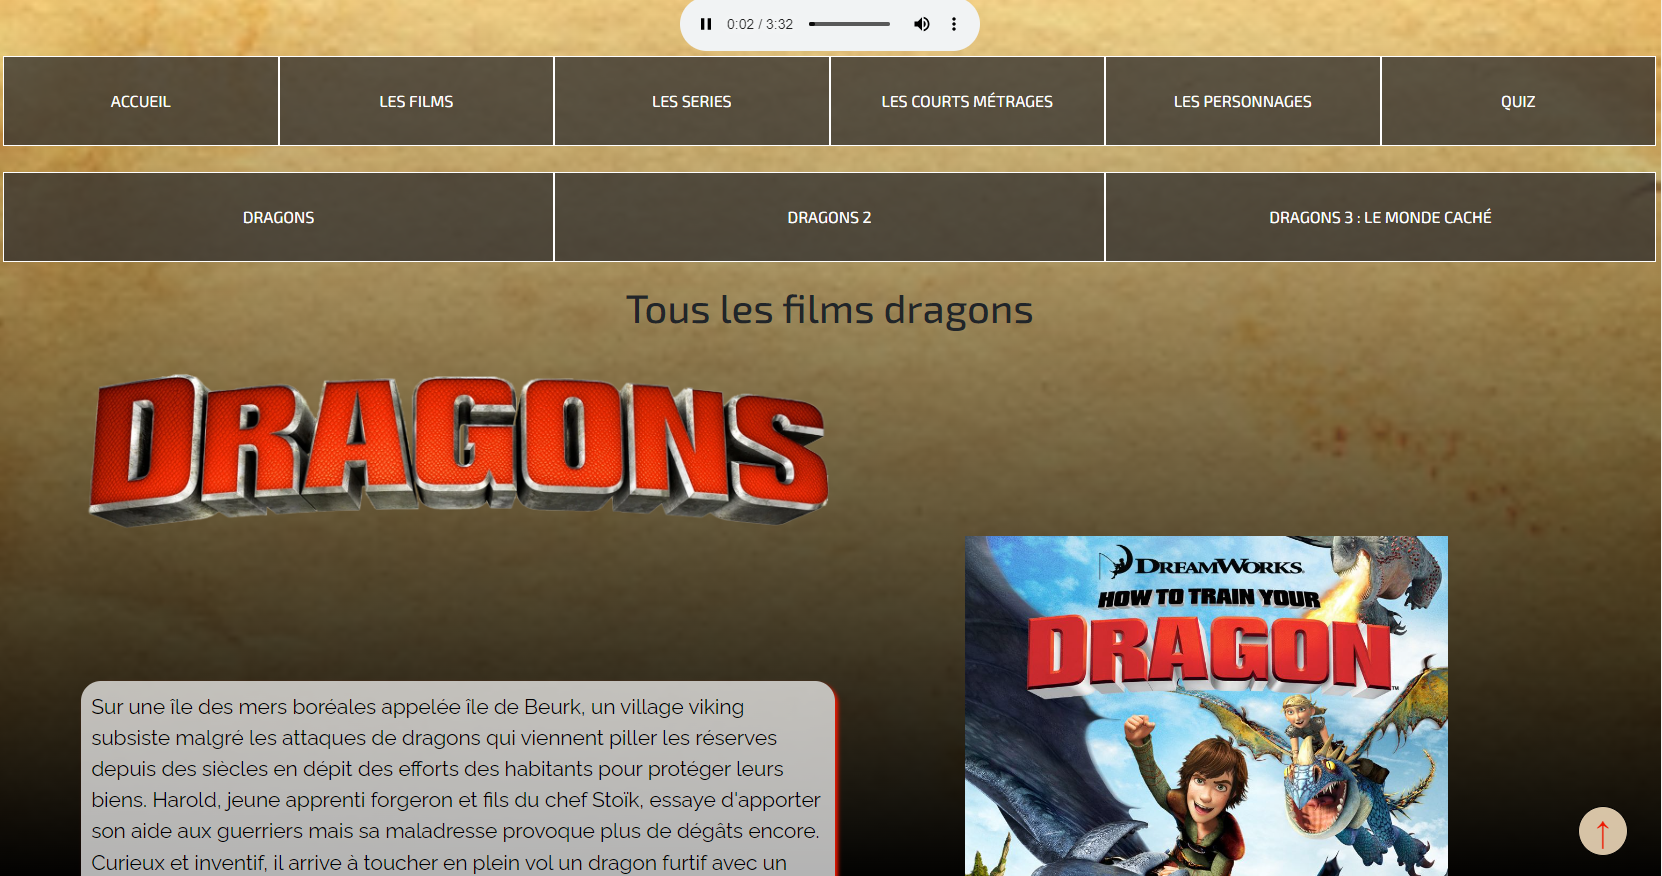 0:02 / 3:32
ACCUEIL
LES FILMS
LES SERIES
LES COURTS MÉTRAGES
LES PERSONNAGES
QUIZ
DRAGONS
DRAGONS 2
DRAGONS 3 : LE MONDE CACHÉ
Tous les films dragons
DRAGONS
DREAMWORKS
HOW TO TRAIN YOUR
DRAGON™
Sur une île des mers boréales appelée île de Beurk, un village viking
subsiste malgré les attaques de dragons qui viennent piller les réserves
depuis des siècles en dépit des efforts des habitants pour protéger leurs
biens. Harold, jeune apprenti forgeron et fils du chef Stoïk, essaye d'apporter
son aide aux guerriers mais sa maladresse provoque plus de dégâts encore.
Curieux et inventif, il arrive à toucher en plein vol un dragon furtif avec un
↑